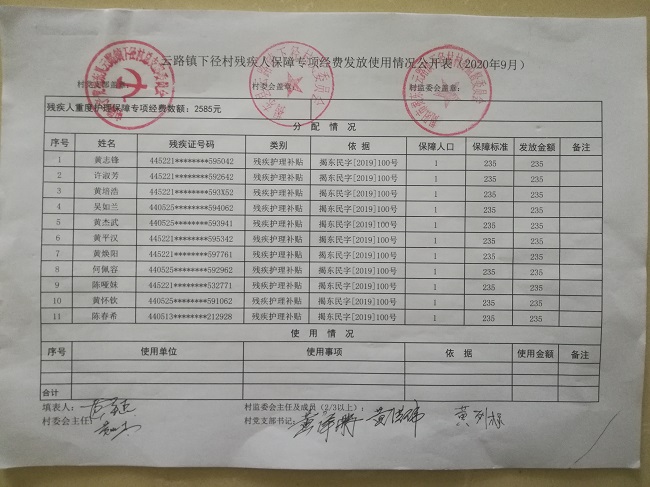 云路镇下径村残疾人保障专项经费发放使用情况公开表（2020年9月）
村党支部盖章： 村委会盖章： 村监委会盖章：
残疾人重度护理保障专项经费数额：2585元
分 配 情 况
序号 姓名 残疾证号码 类别 依据 保障人口 保障标准 发放金额 备注
1 黄志锋 445221********595042 残疾护理补贴 揭东民字[2019]100号 1 235 235
2 许淑芳 445221********592642 残疾护理补贴 揭东民字[2019]100号 1 235 235
3 黄培浩 445221********593X52 残疾护理补贴 揭东民字[2019]100号 1 235 235
4 吴如兰 440525********594062 残疾护理补贴 揭东民字[2019]100号 1 235 235
5 黄杰武 440525********593941 残疾护理补贴 揭东民字[2019]100号 1 235 235
6 黄平汉 445221********595342 残疾护理补贴 揭东民字[2019]100号 1 235 235
7 黄焕阳 445221********597761 残疾护理补贴 揭东民字[2019]100号 1 235 235
8 何佩容 440525********592962 残疾护理补贴 揭东民字[2019]100号 1 235 235
9 陈哑妹 445221********532771 残疾护理补贴 揭东民字[2019]100号 1 235 235
10 黄怀钦 440525********591062 残疾护理补贴 揭东民字[2019]100号 1 235 235
11 陈春希 440513********212928 残疾护理补贴 揭东民字[2019]100号 1 235 235
使 用 情 况
序号 使用单位 使用事项 依 据 使用金额 备注
合计
填表人： 村监委会主任及成员（2/3以上）：
村委会主任： 村党支部书记：